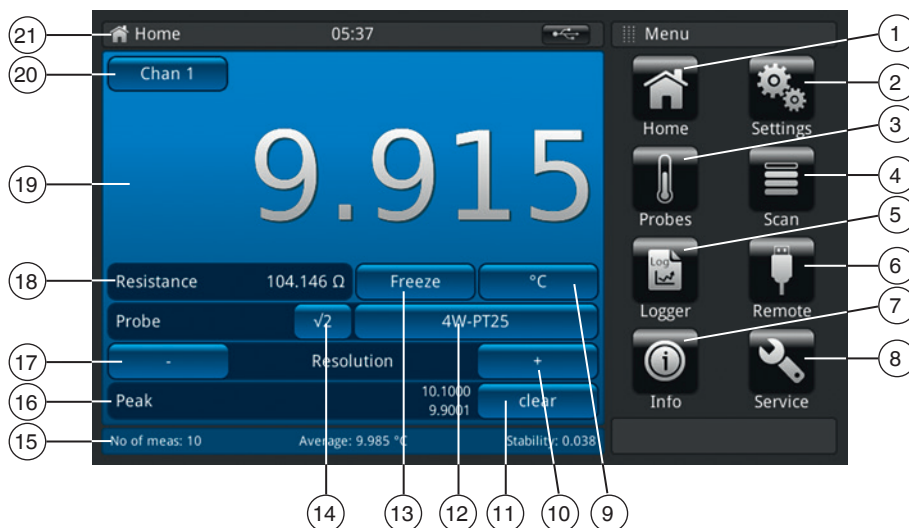 21 Home 05:37 Menu 1
20 Chan 1 2
Home Settings
3
9.915
19 4
Probes Scan
5
18 Resistance 104.146 Ω Freeze °C 6
Logger Remote
Probe √2 4W-PT25 7
17 - Resolution + 8
16 Peak 10.1000 clear Info Service
9.9001
15 No of meas: 10 Average: 9.985 °C Stability: 0.038
14 13 12 11 10 9
Log